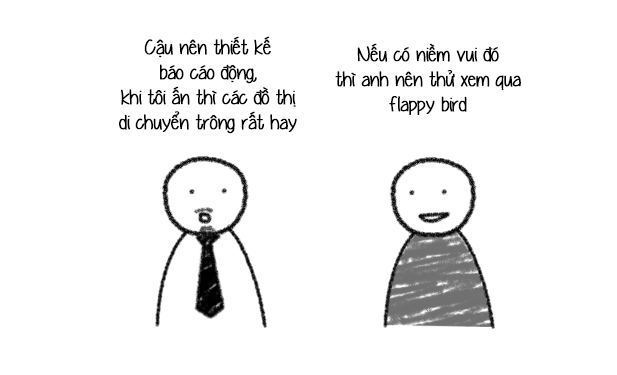 Cậu nên thiết kế
báo cáo động,
khi tôi ấn thì các đồ thị
di chuyển trông rất hay
Nếu có niềm vui đó
thì anh nên thử xem qua
flappy bird